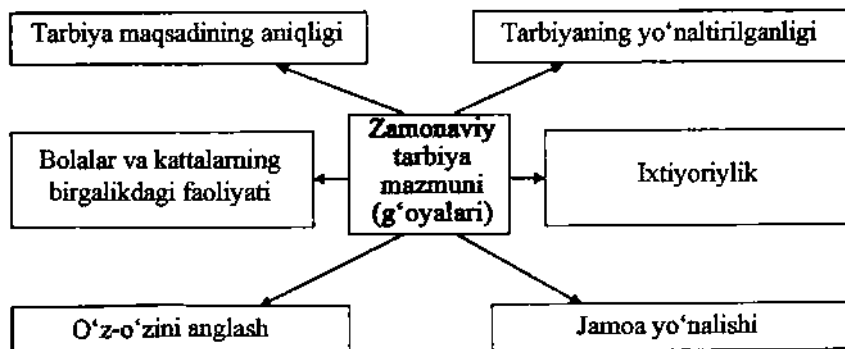 Tarbiya maqsadining aniqligi
Tarbiyaning yo‘naltirilganligi
Bolalar va kattalarning
birgalikdagi faoliyati
Zamonaviy
tarbiya
mazmuni
(g‘oyalari)
Ixtiyoriylik
O‘z-o‘zini anglash
Jamoa yo‘nalishi